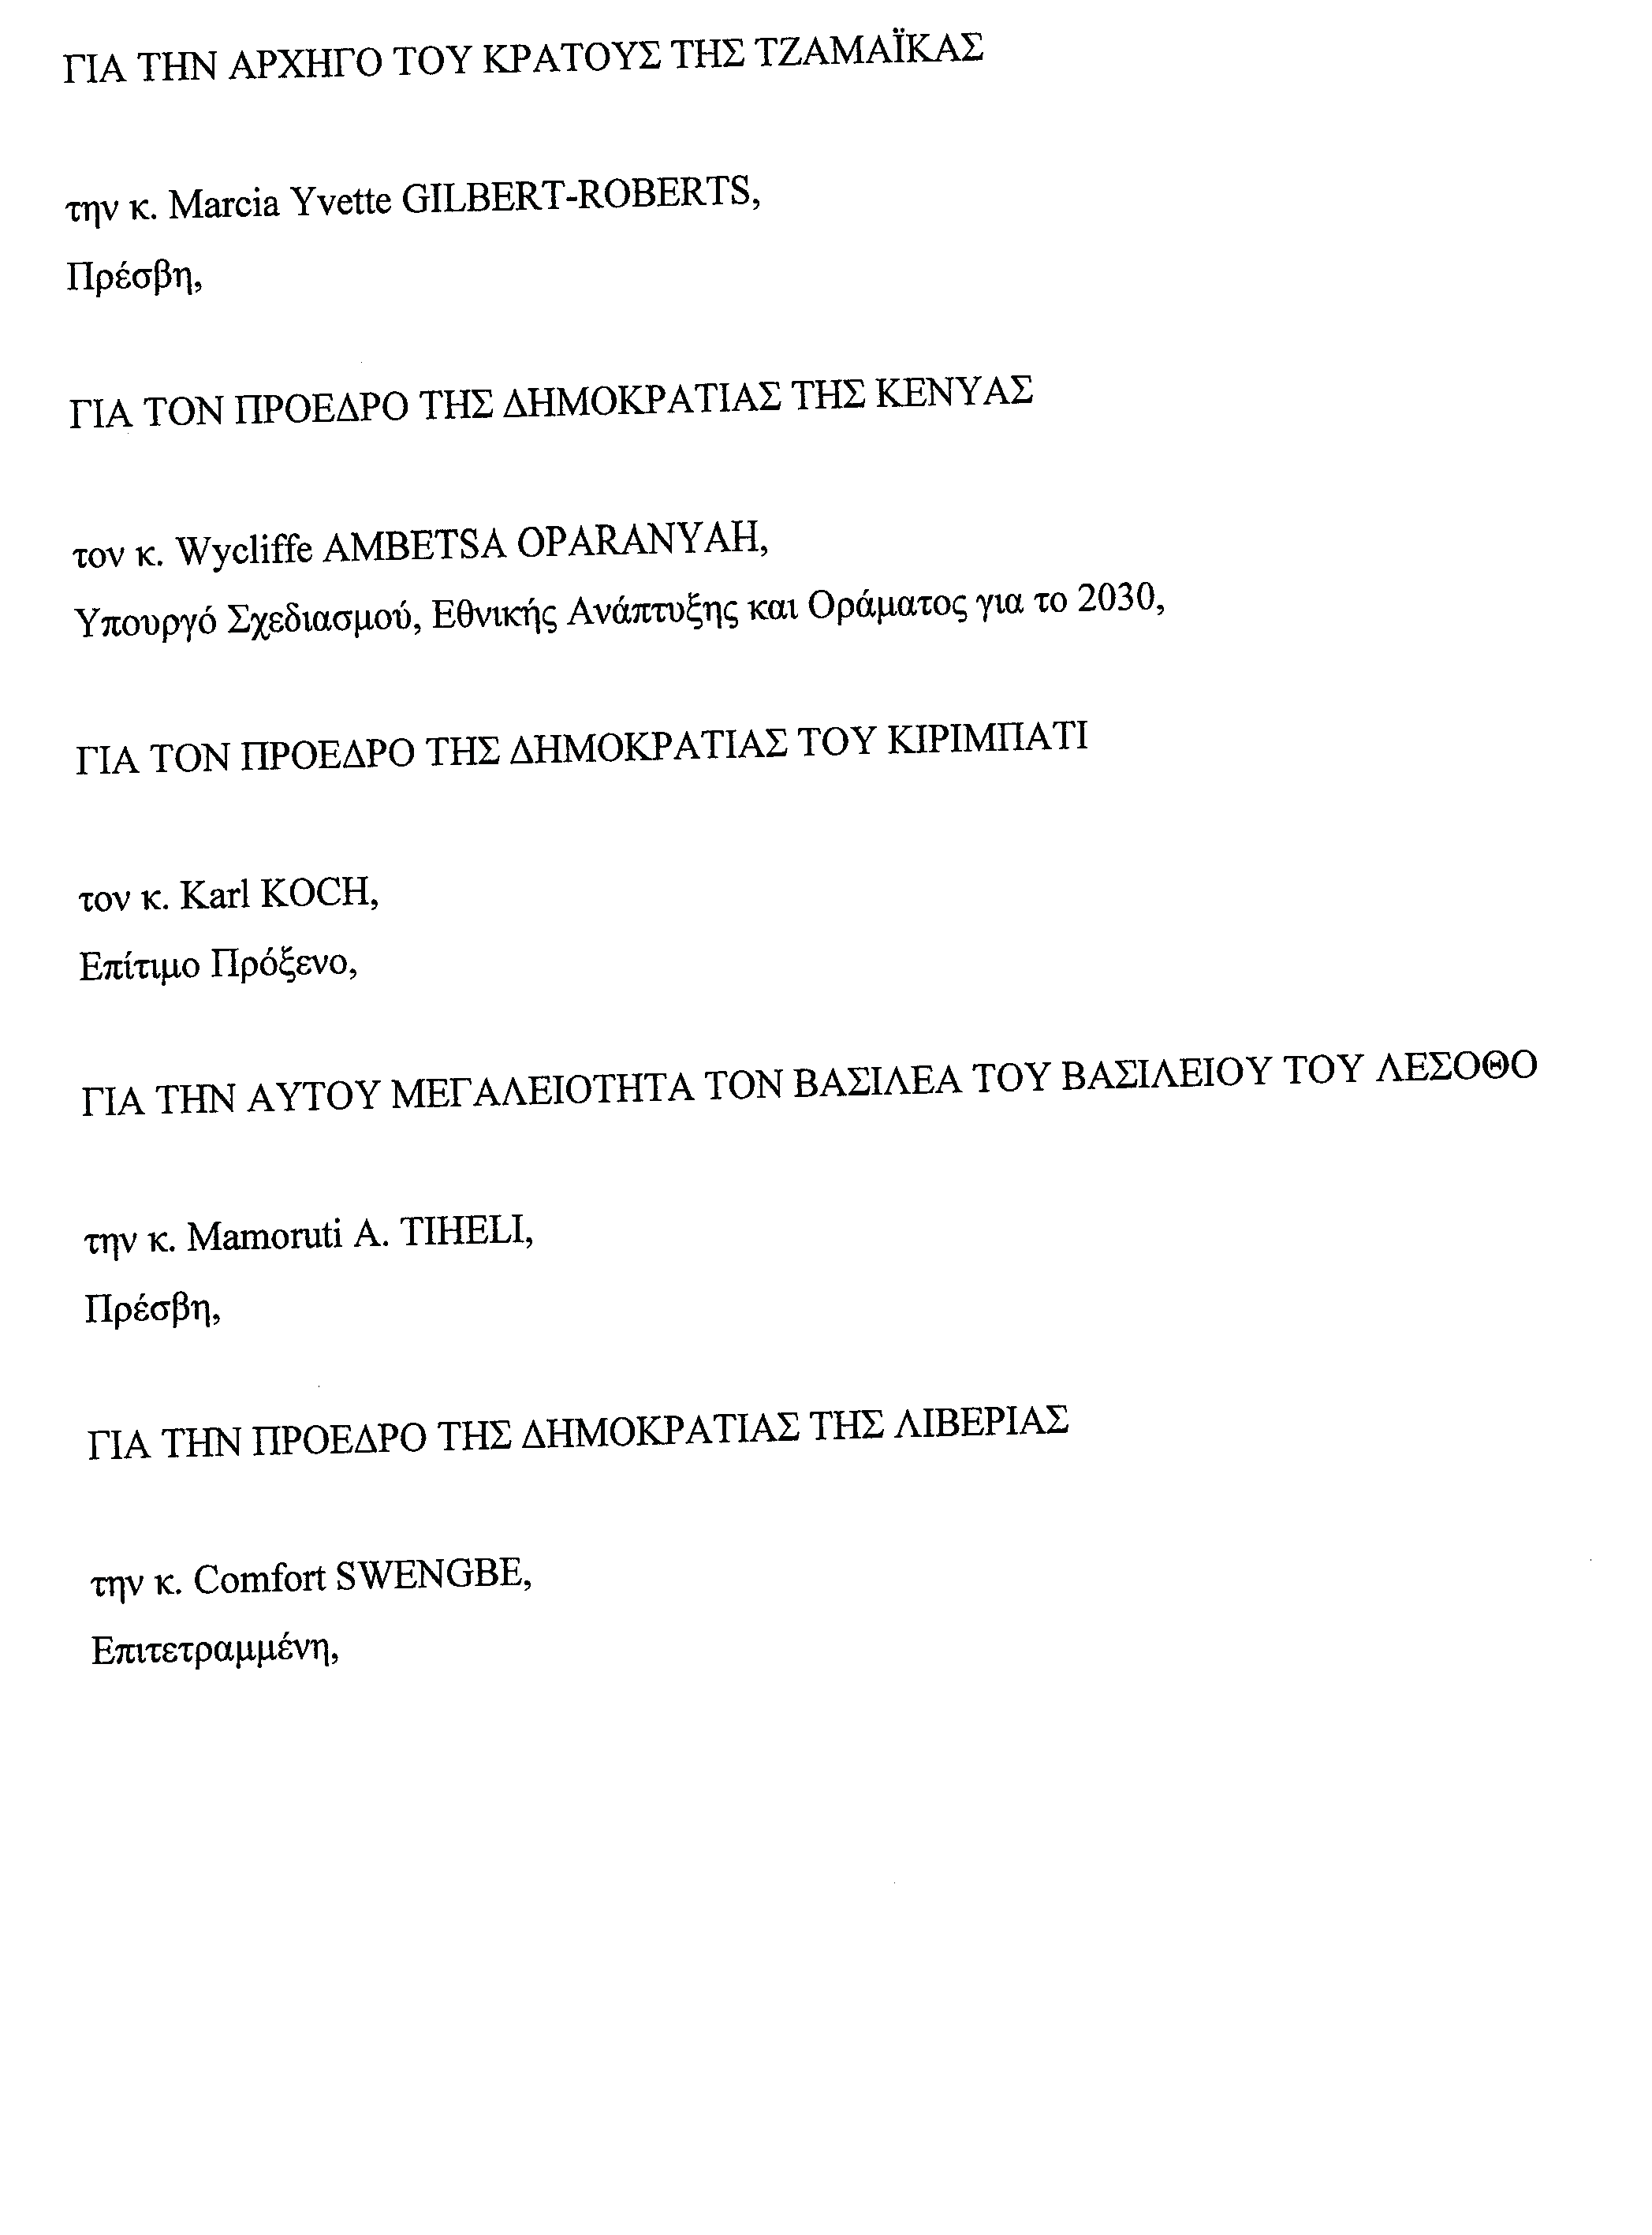 ΓΙΑ ΤΗΝ ΑΡΧΗΓΟ ΤΟΥ ΚΡΑΤΟΥΣ ΤΗΣ ΤΖΑΜΑΪΚΑΣ
την κ. Marcia Yvette GILBERT-ROBERTS,
Πρέσβη,
ΓΙΑ ΤΟΝ ΠΡΟΕΔΡΟ ΤΗΣ ΔΗΜΟΚΡΑΤΙΑΣ ΤΗΣ ΚΕΝΥΑΣ
τον κ. Wycliffe AMBETSA OPARANYAH,
Υπουργό Σχεδιασμού, Εθνικής Ανάπτυξης και Οράματος για το 2030,
ΓΙΑ ΤΟΝ ΠΡΟΕΔΡΟ ΤΗΣ ΔΗΜΟΚΡΑΤΙΑΣ ΤΟΥ ΚΙΡΙΜΠΑΤΙ
τον κ. Karl KOCH,
Επίτιμο Πρόξενο,
ΓΙΑ ΤΗΝ ΑΥΤΟΥ ΜΕΓΑΛΕΙΟΤΗΤΑ ΤΟΝ ΒΑΣΙΛΕΑ ΤΟΥ ΒΑΣΙΛΕΙΟΥ ΤΟΥ ΛΕΣΟΘΟ
την κ. Mamoruti A. TIHELI,
Πρέσβη,
ΓΙΑ ΤΗΝ ΠΡΟΕΔΡΟ ΤΗΣ ΔΗΜΟΚΡΑΤΙΑΣ ΤΗΣ ΛΙΒΕΡΙΑΣ
την κ. Comfort SWENGBE,
Επιτετραμμένη,